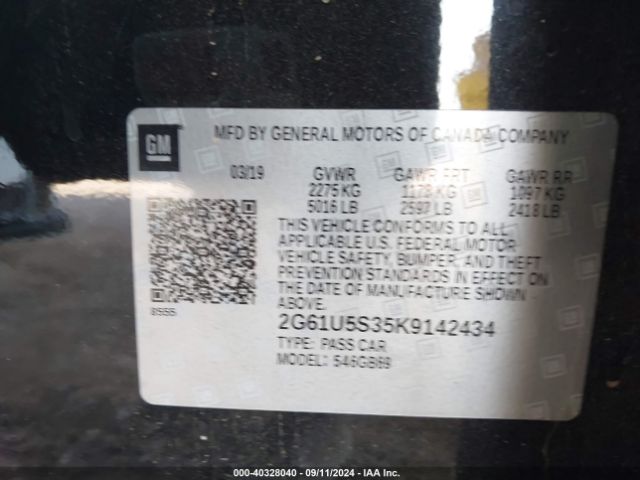 GM
MFD BY GENERAL MOTORS OF CANADA COMPANY
03/19 GVWR GAWR FRT GAWR RR
2275 KG 1178 KG 1097 KG
5016 LB 2597 LB 2418 LB
THIS VEHICLE CONFORMS TO ALL
APPLICABLE U.S. FEDERAL MOTOR
VEHICLE SAFETY, BUMPER, AND THEFT
PREVENTION STANDARDS IN EFFECT ON
THE DATE OF MANUFACTURE SHOWN
ABOVE.
8555
2G61U5S35K9142434
TYPE: PASS CAR
MODEL: 546GB69
000-40328040 - 09/11/2024 - IAA Inc.